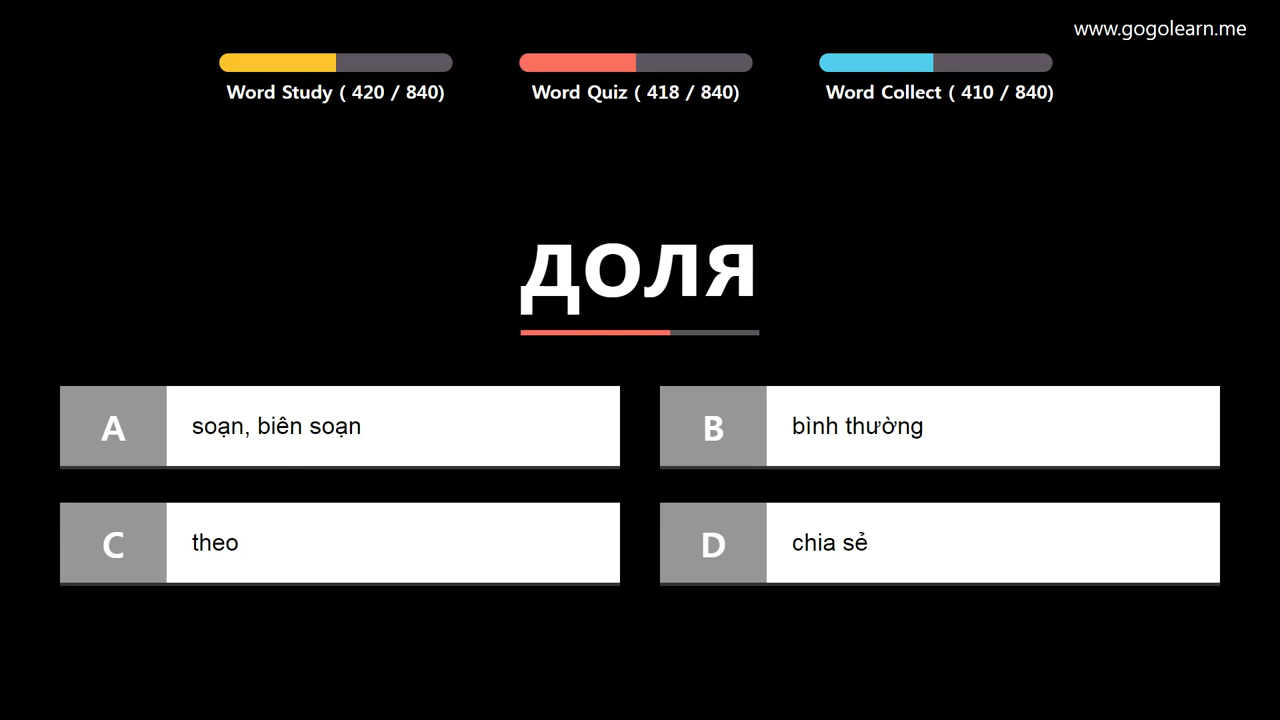 www.gogolearn.me
Word Study ( 420 / 840)
Word Quiz ( 418 / 840)
Word Collect ( 410 / 840)
доля
A
soạn, biên soạn
B
bình thường
C
theo
D
chia sẻ